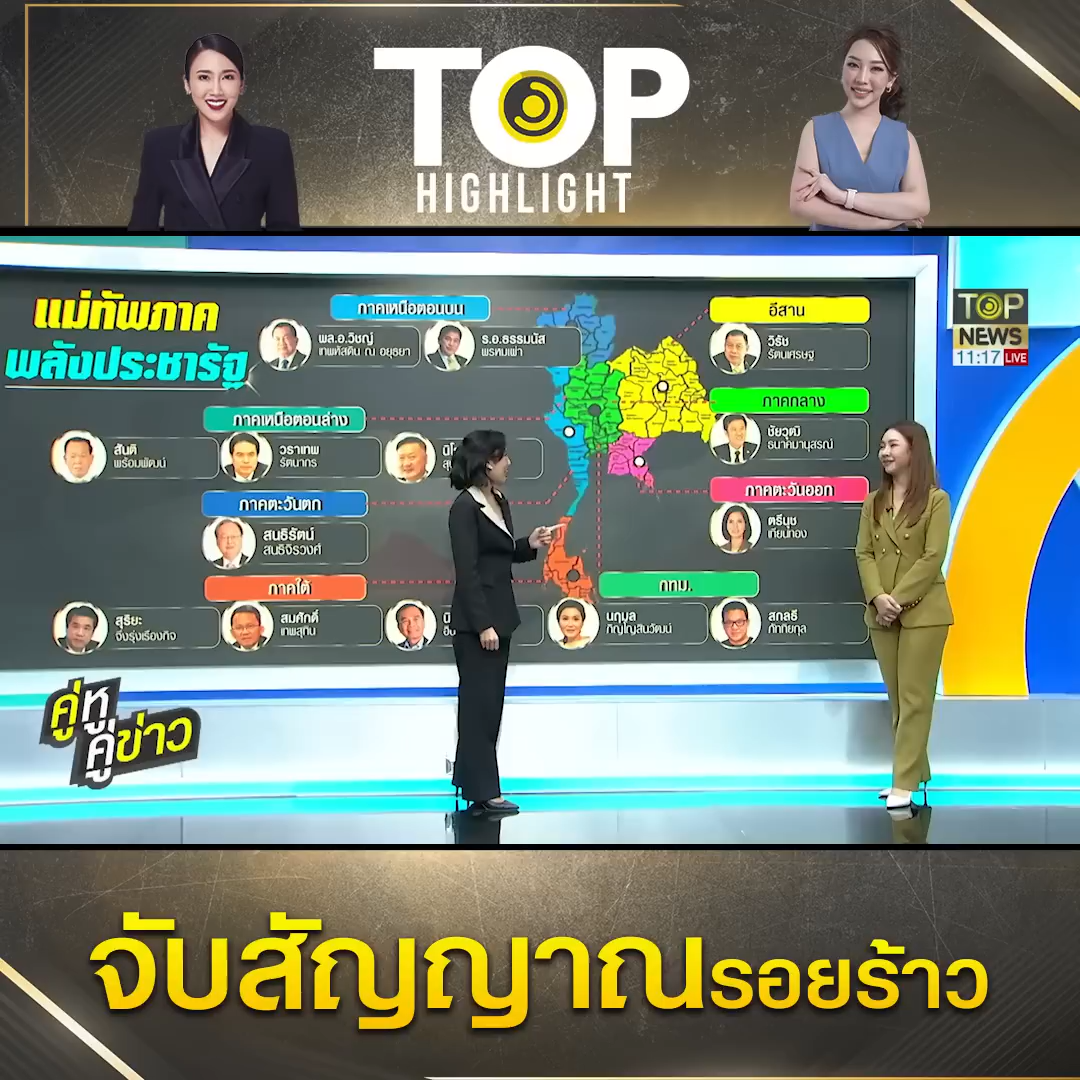 TOP
HIGHLIGHT
แม่ทัพภาค
พลังประชารัฐ
ภาคเหนือตอนบน
พล.อ.วิชญ์
เทพหัสดิน ณ อยุธยา
ร.อ.ธรรมนัส
พรหมเผ่า
อีสาน
วิรัช
รัตนเศรษฐ
TOP
NEWS
11:17 LIVE
ภาคเหนือตอนล่าง
สันติ
พร้อมพัฒน์
วราเทพ
รัตนากร
ภาคกลาง
ชัยวุฒิ
ธนาคมานุสรณ์
ภาคตะวันตก
สนธิรัตน์
สนธิจิรวงศ์
ภาคตะวันออก
ตรีนุช
เทียนทอง
ภาคใต้
สุริยะ
จึงรุ่งเรืองกิจ
สมศักดิ์
เทพสุทิน
กทม.
นฤมล
ภิญโญสินวัฒน์
สกลธี
ภัททิยกุล
คู่หู
คู่ข่าว
จับสัญญาณรอยร้าว